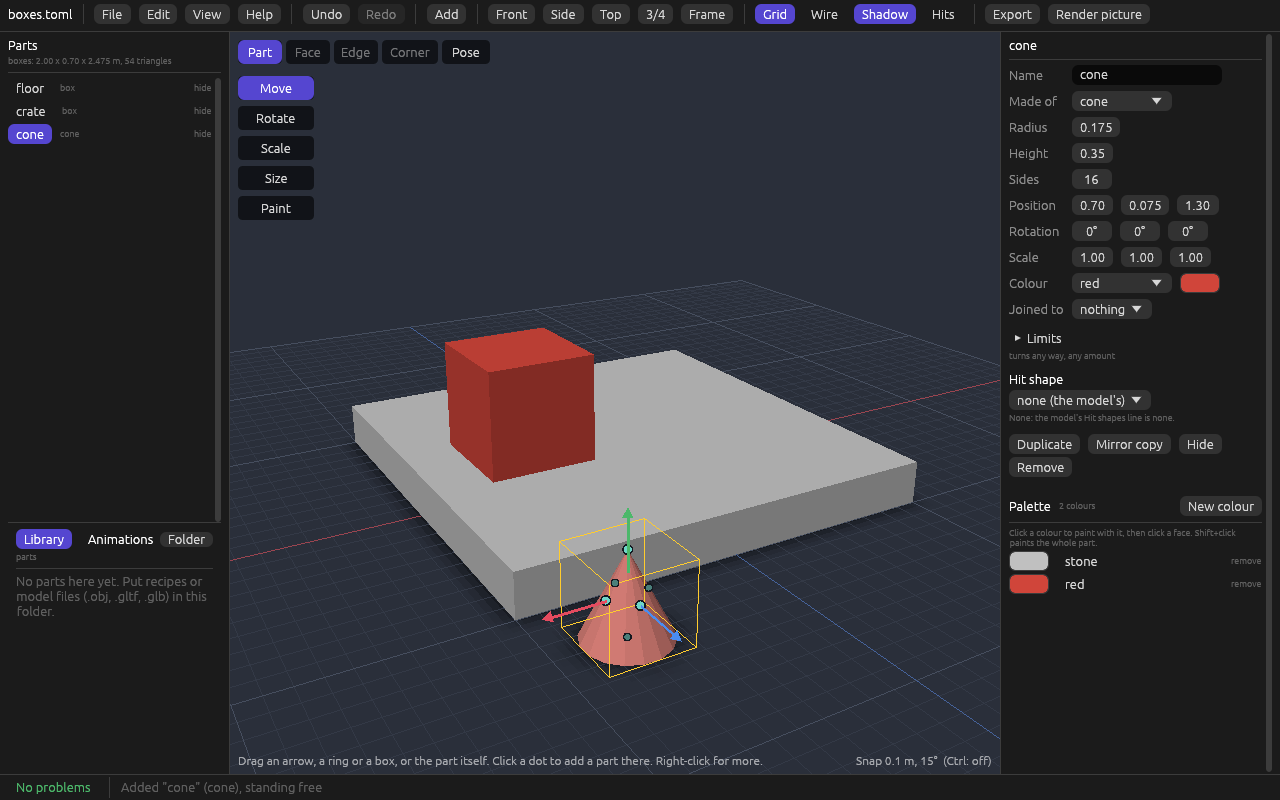 boxes.toml File Edit View Help Undo Redo Add Front Side Top 3/4 Frame Grid Wire Shadow Hits Export Render picture
Parts
boxes: 2.00 x 0.70 x 2.475 m, 54 triangles
floor box hide
crate box hide
cone cone hide
Library Animations Folder
parts
No parts here yet. Put recipes or
model files (.obj, .gltf, .glb) in this
folder.
Part Face Edge Corner Pose
Move
Rotate
Scale
Size
Paint
Drag an arrow, a ring or a box, or the part itself. Click a dot to add a part there. Right-click for more.
Snap 0.1 m, 15° (Ctrl: off)
cone
Name cone
Made of cone
Radius 0.175
Height 0.35
Sides 16
Position 0.70 0.075 1.30
Rotation 0° 0° 0°
Scale 1.00 1.00 1.00
Colour red
Joined to nothing
Limits
turns any way, any amount
Hit shape
none (the model's)
None: the model's Hit shapes line is none.
Duplicate Mirror copy Hide
Remove
Palette 2 colours New colour
Click a colour to paint with it, then click a face. Shift+click
paints the whole part.
stone remove
red remove
No problems Added "cone" (cone), standing free